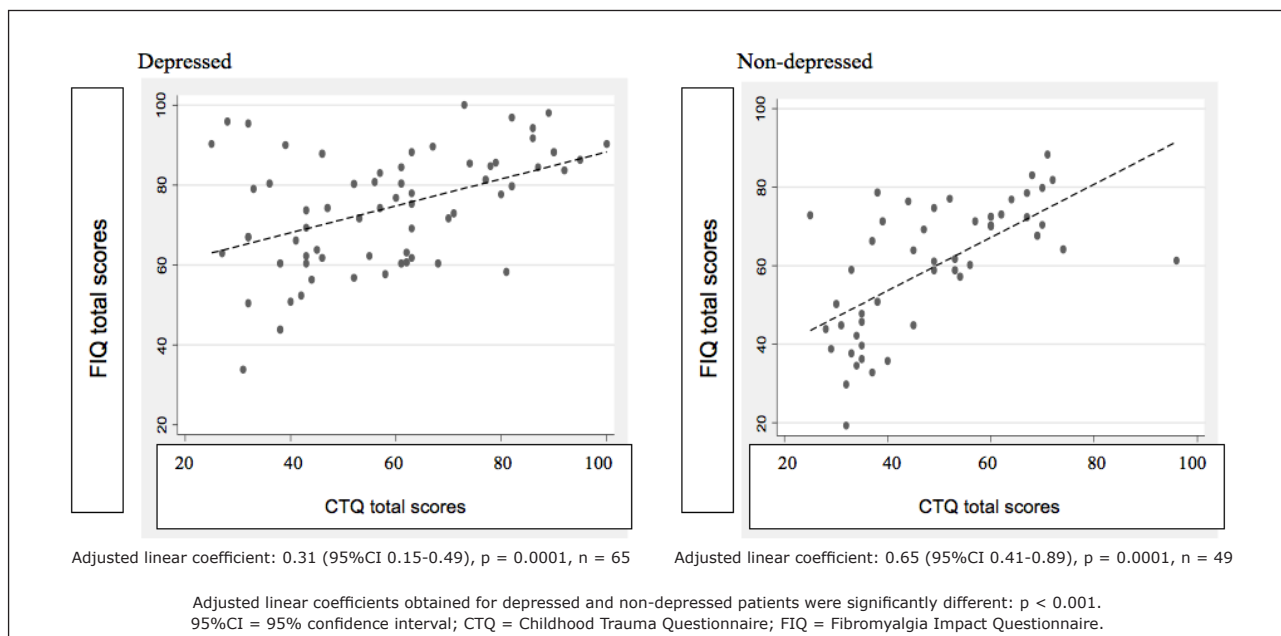 Depressed
Non-depressed
FIQ total scores
100
80
60
40
20
20 40 60 80 100
CTQ total scores
FIQ total scores
100
80
60
40
20
20 40 60 80 100
CTQ total scores
Adjusted linear coefficient: 0.31 (95%CI 0.15-0.49), p = 0.0001, n = 65
Adjusted linear coefficient: 0.65 (95%CI 0.41-0.89), p = 0.0001, n = 49
Adjusted linear coefficients obtained for depressed and non-depressed patients were significantly different: p < 0.001.
95%CI = 95% confidence interval; CTQ = Childhood Trauma Questionnaire; FIQ = Fibromyalgia Impact Questionnaire.